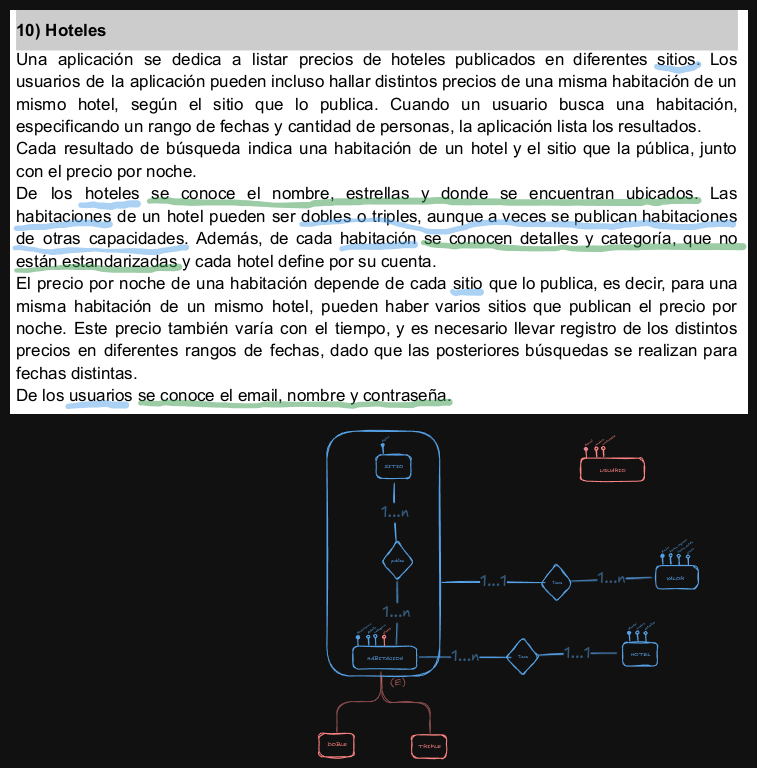 10) Hoteles
Una aplicación se dedica a listar precios de hoteles publicados en diferentes sitios. Los
usuarios de la aplicación pueden incluso hallar distintos precios de una misma habitación de un
mismo hotel, según el sitio que lo publica. Cuando un usuario busca una habitación,
especificando un rango de fechas y cantidad de personas, la aplicación lista los resultados.
Cada resultado de búsqueda indica una habitación de un hotel y el sitio que la pública, junto
con el precio por noche.
De los hoteles se conoce el nombre, estrellas y donde se encuentran ubicados. Las
habitaciones de un hotel pueden ser dobles o triples, aunque a veces se publican habitaciones
de otras capacidades. Además, de cada habitación se conocen detalles y categoría, que no
están estandarizadas y cada hotel define por su cuenta.
El precio por noche de una habitación depende de cada sitio que lo publica, es decir, para una
misma habitación de un mismo hotel, pueden haber varios sitios que publican el precio por
noche. Este precio también varía con el tiempo, y es necesario llevar registro de los distintos
precios en diferentes rangos de fechas, dado que las posteriores búsquedas se realizan para
fechas distintas.
De los usuarios se conoce el email, nombre y contraseña.
SITIO
USUARIO
1...n
publica
1...1
Tiene
1...n
VALOR
1...n
HABITACION
1...n
Tiene
1...1
HOTEL
(E)
DOBLE
TRIPLE